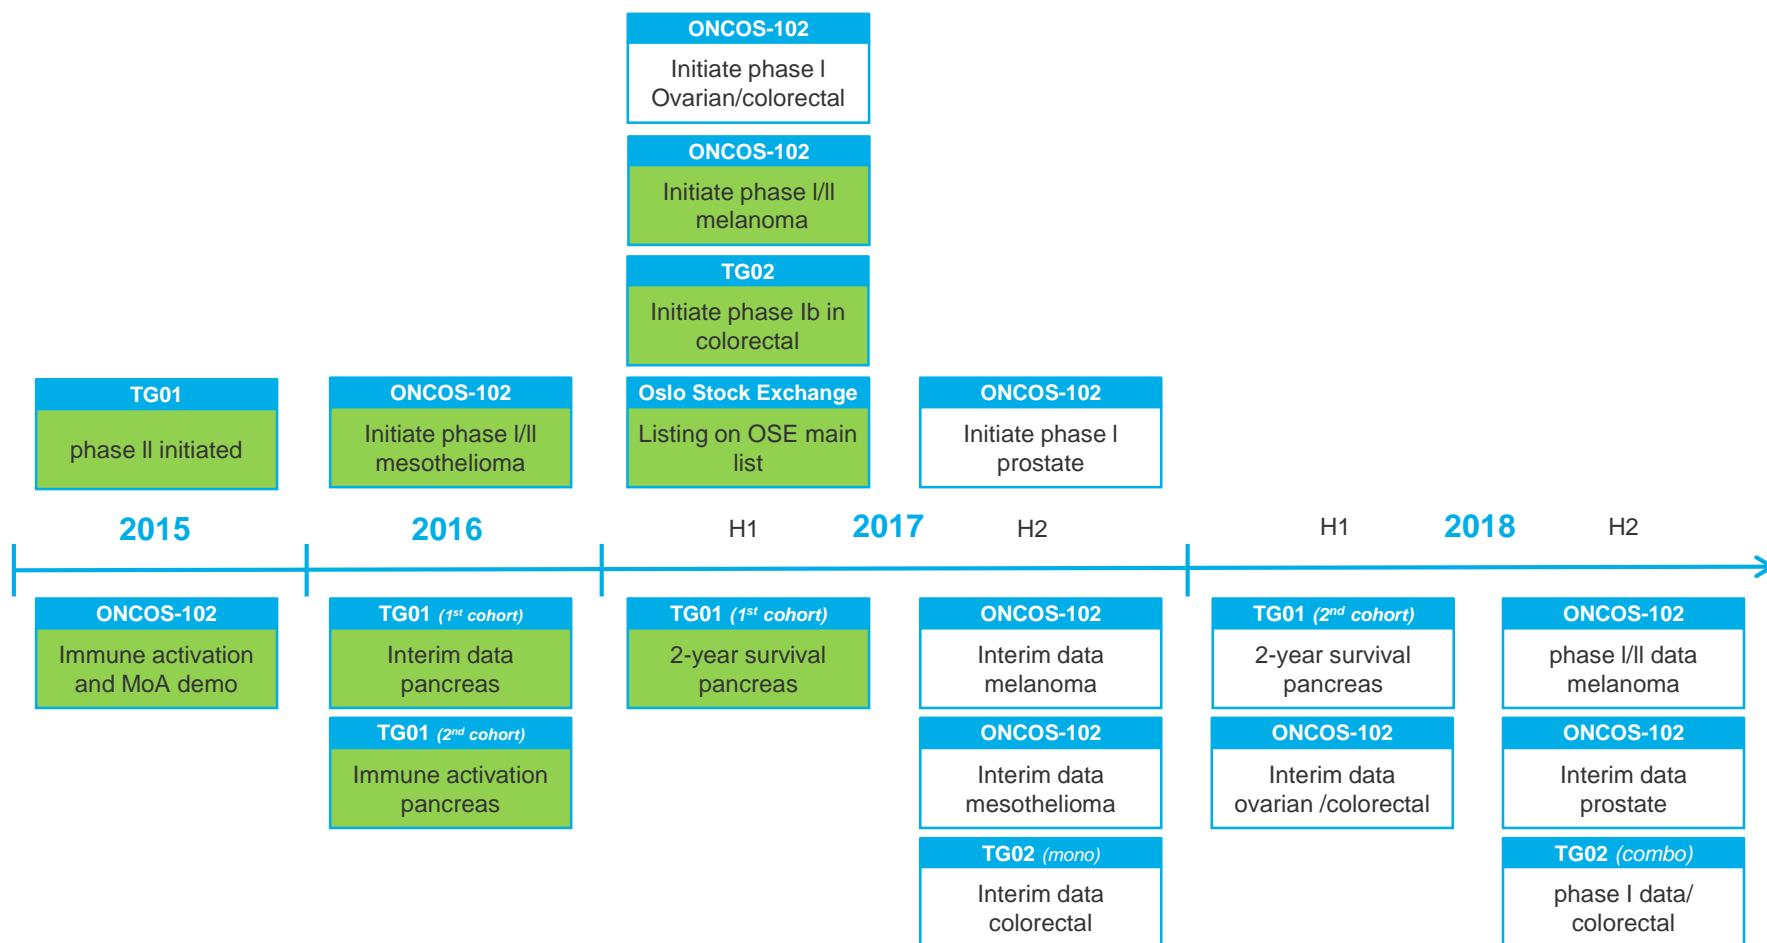 ONCOS-102
Initiate phase I
Ovarian/colorectal
ONCOS-102
Initiate phase I/II
melanoma
TG02
Initiate phase Ib in
colorectal
TG01
phase II initiated
ONCOS-102
Initiate phase I/II
mesothelioma
Oslo Stock Exchange
Listing on OSE main
list
ONCOS-102
Initiate phase I
prostate
2015
2016
H1
2017
H2
H1
2018
H2
ONCOS-102
Immune activation
and MoA demo
TG01 (1st cohort)
Interim data
pancreas
TG01 (2nd cohort)
Immune activation
pancreas
TG01 (1st cohort)
2-year survival
pancreas
ONCOS-102
Interim data
melanoma
ONCOS-102
Interim data
mesothelioma
TG02 (mono)
Interim data
colorectal
TG01 (2nd cohort)
2-year survival
pancreas
ONCOS-102
Interim data
ovarian /colorectal
ONCOS-102
phase I/II data
melanoma
ONCOS-102
Interim data
prostate
TG02 (combo)
phase I data/
colorectal